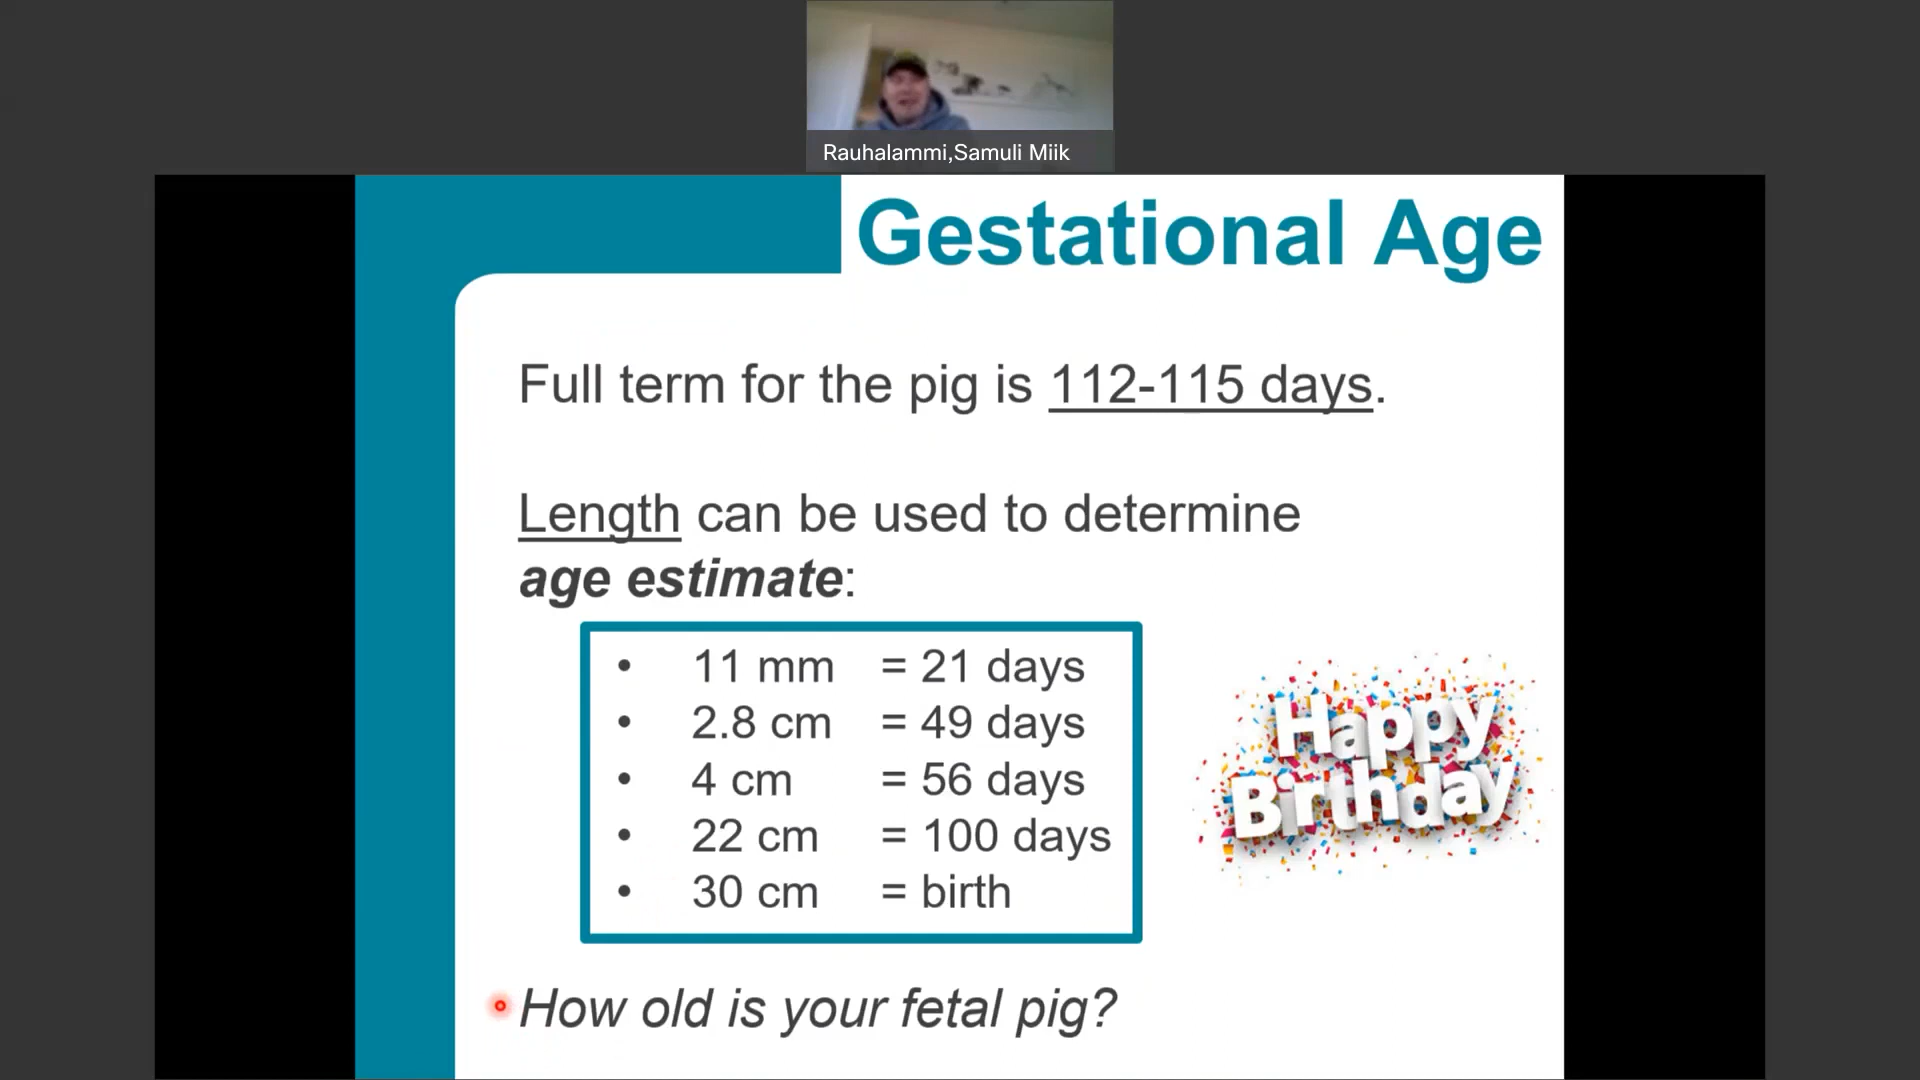 Rauhalammi,Samuli Miik
Gestational Age
Full term for the pig is 112-115 days.
Length can be used to determine
age estimate:
• 11 mm = 21 days
• 2.8 cm = 49 days
• 4 cm = 56 days
• 22 cm = 100 days
• 30 cm = birth
Happy
Birthday
How old is your fetal pig?